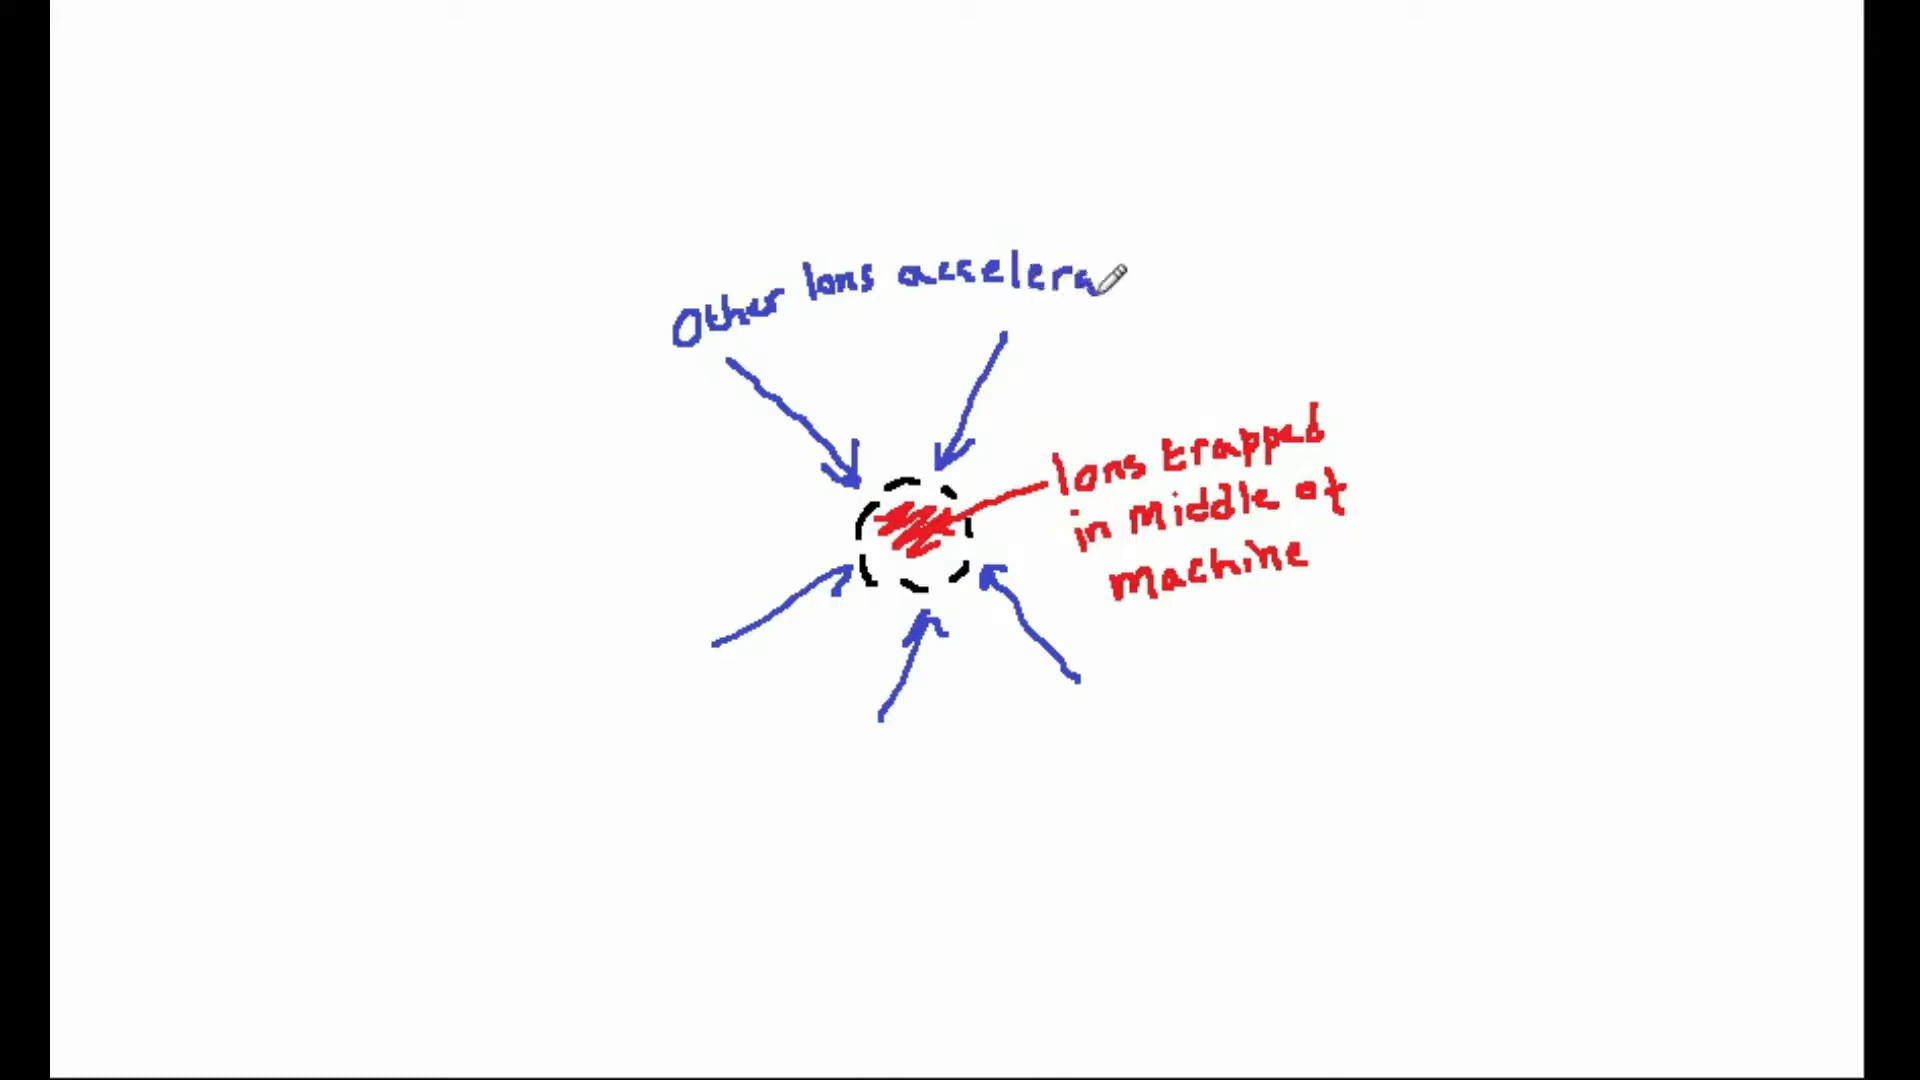 Other Ions accelera
Ions trapped
in middle of
machine